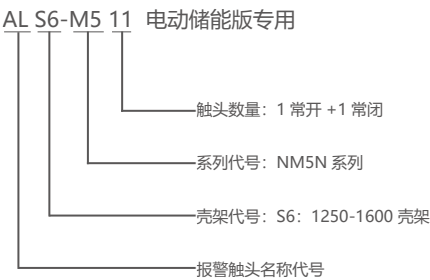 AL S6-M5 11 电动储能版专用
触头数量：1 常开 +1 常闭
系列代号：NM5N 系列
壳架代号：S6：1250-1600 壳架
报警触头名称代号